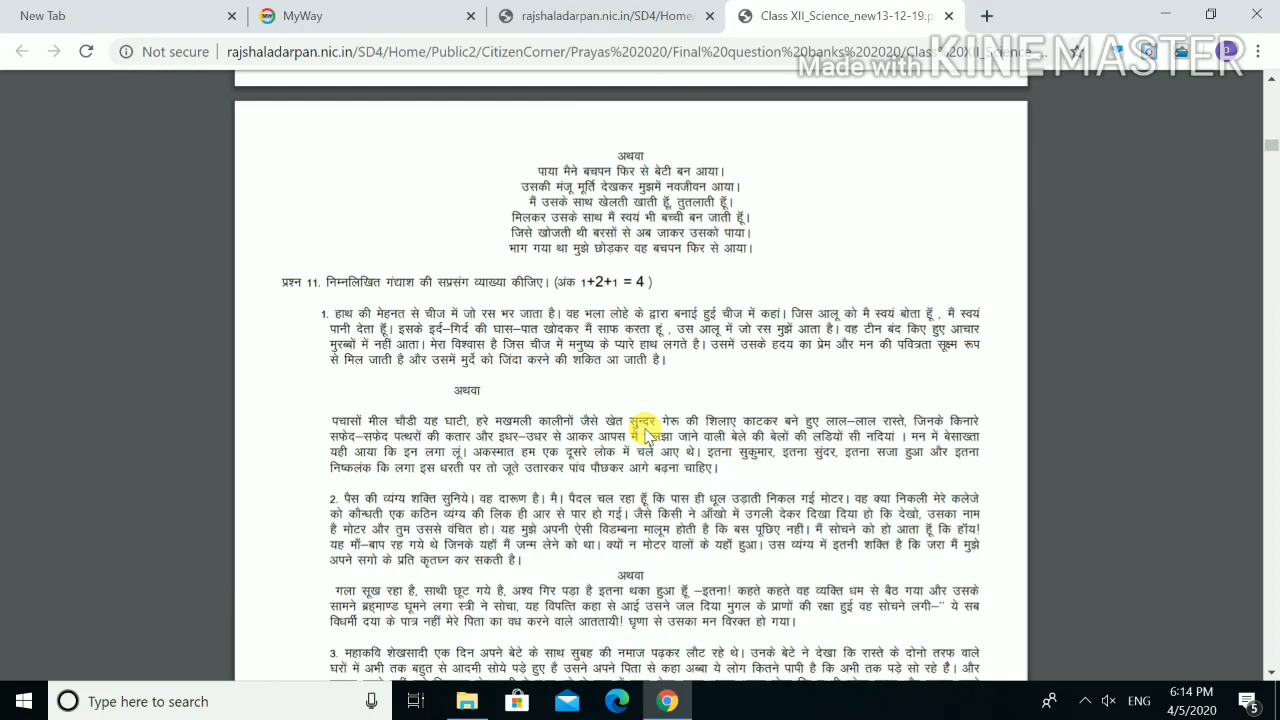 New Tab
MyWay
rajshaladarpan.nic.in/SD4/Home/
Class XII_Science_new13-12-19.p
Not secure
rajshaladarpan.nic.in/SD4/Home/Public2/CitizenCorner/Prayas%202020/Final%20question%20banks%202020/Class%20XII_Science_...
Made with KINEMASTER
अथवा
पाया मैने बचपन फिर से बेटी बन आया।
उसकी मंजू मूर्ति देखकर मुझमें नवजीवन आया।
मैं उसके साथ खेलती खाती हूॅ, तुतलाती हूॅ।
मिलकर उसके साथ मैं स्वयं भी बच्ची बन जाती हूॅ।
जिसे खोजती थी बरसों से अब जाकर उसको पाया।
भाग गया था मुझे छोड़कर वह बचपन फिर से आया।
प्रश्न 11. निम्नलिखित गंद्याश की सप्रसंग व्याख्या कीजिए। (अंक 1+2+1 = 4 )
1. हाथ की मेहनत से चीज में जो रस भर जाता है। वह भला लोहे के द्वारा बनाई हुई चीज में कहां। जिस आलू को मै स्वयं बोता हूॅ , मैं स्वयं
पानी देता हूॅ। इसके इर्द–गिर्द की घास–पात खोदकर मैं साफ करता हूं , उस आलू में जो रस मुझें आता है। वह टीन बंद किए हुए आचार
मुरब्बों में नहीं आता। मेरा विश्वास है जिस चीज में मनुष्य के प्यारे हाथ लगते है। उसमें उसके हदय का प्रेम और मन की पवित्रता सूक्ष्म रूप
से मिल जाती है और उसमें मुर्दे को जिंदा करने की शकित आ जाती है।
अथवा
पचासों मील चौडी यह घाटी, हरे मखमली कालीनों जैसे खेत सुन्दर गेरू की शिलाए काटकर बने हुए लाल–लाल रास्ते, जिनके किनारे
सफेद–सफेद पत्थरों की कतार और इधर–उधर से आकर आपस में जाने वाली बेले की बेलों की लडियों सी नदियां । मन में बेसाख्ता
यही आया कि इन लगा लूं। अकस्मात हम एक दूसरे लोक में चले आए थे। इतना सुकुमार, इतना सुंदर, इतना सजा हुआ और इतना
निष्कलंक कि लगा इस धरती पर तो जूते उतारकर पांव पौछकर आगे बढ़ना चाहिए।
2. पैस की व्यंग्य शक्ति सुनिये। वह दारूण है। मै। पैदल चल रहा हूॅ कि पास ही धूल उड़ाती निकल गई मोटर। वह क्या निकली मेरे कलेजे
को कौन्धती एक कठिन व्यंग्य की लिक ही आर से पार हो गई। जैसे किसी ने आँखो में उगली देकर दिखा दिया हो कि देखो, उसका नाम
है मोटर और तुम उससे वंचित हो। यह मुझे अपनी ऐसी विडम्बना मालूम होती है कि बस पूछिए नहीं। मैं सोचने को हो आता हूॅ कि हॉय!
यह मॉं–बाप रह गये थे जिनके यहॉ मैं जन्म लेने को था। क्यों न मोटर वालों के यहॉ हुआ। उस व्यंग्य में इतनी शक्ति है कि जरा मैं मुझे
अपने सगो के प्रति कृतघ्न कर सकती है।
अथवा
गला सूख रहा है, साथी छूट गये है, अश्व गिर पड़ा है इतना थका हुआ हूॅ –इतना! कहते कहते वह व्यक्ति धम से बैठ गया और उसके
सामने ब्रह्माण्ड घूमने लगा स्त्री ने सोचा, यह विपत्ति कहा से आई उसने जल दिया मुगल के प्राणों की रक्षा हुई वह सोचने लगी–" ये सब
विधर्मी दया के पात्र नहीं मेरे पिता का वध करने वाले आततायी! घृणा से उसका मन विरक्त हो गया।
3. महाकवि शेखसादी एक दिन अपने बेटे के साथ सुबह की नमाज पढ़कर लौट रहे थे। उनके बेटे ने देखा कि रास्ते के दोनो तरफ वाले
घरों में अभी तक बहुत से आदमी सोये पड़े हुए है उसने अपने पिता से कहा अब्बा ये लोग कितने पापी है कि अभी तक पड़े सो रहे हैं। और
Type here to search
ENG
6:14 PM
4/5/2020
5